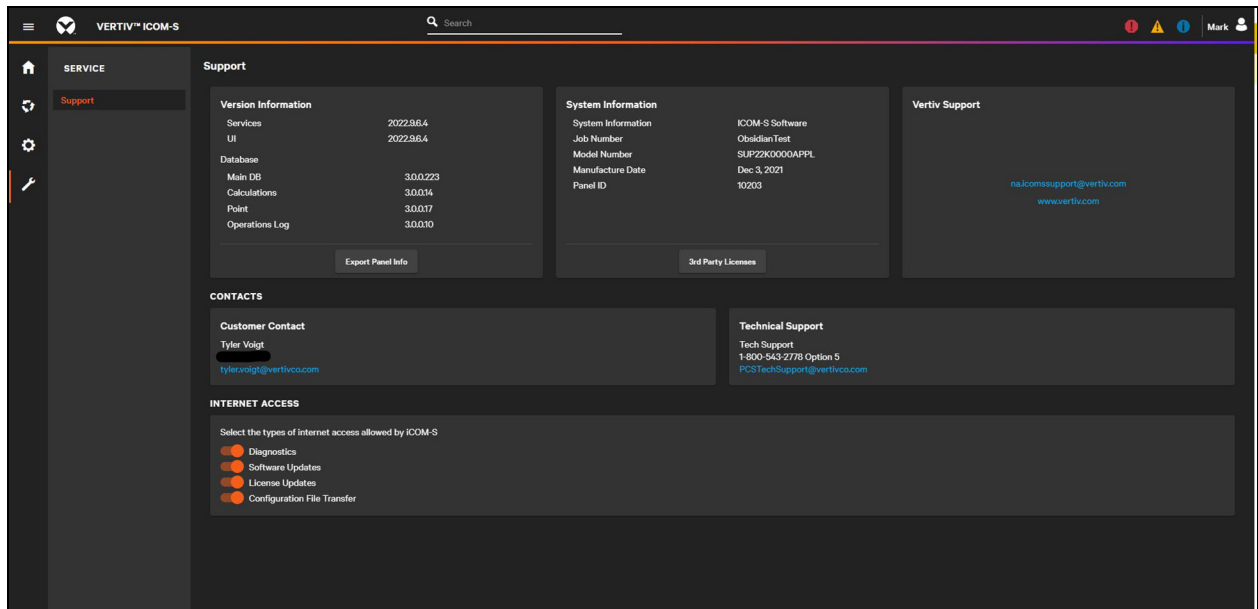 VERTIV™ ICOM-S
Search
Mark
SERVICE
Support
Support
Version Information
Services 2022.9.6.4
UI 2022.9.6.4
Database
Main DB 3.0.0.223
Calculations 3.0.0.14
Point 3.0.0.17
Operations Log 3.0.0.10
Export Panel Info
System Information
System Information ICOM-S Software
Job Number ObsidianTest
Model Number SUP22K0000APPL
Manufacture Date Dec 3, 2021
Panel ID 10203
3rd Party Licenses
Vertiv Support
na.icomssupport@vertiv.com
www.vertiv.com
CONTACTS
Customer Contact
Tyler Voigt
tyler.voigt@vertivco.com
Technical Support
Tech Support
1-800-543-2778 Option 5
PCSTechSupport@vertivco.com
INTERNET ACCESS
Select the types of internet access allowed by iCOM-S
Diagnostics
Software Updates
License Updates
Configuration File Transfer